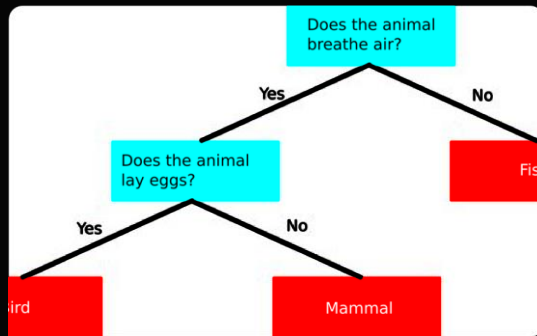 Does the animal
breathe air?
Yes
No
Does the animal
lay eggs?
Fis
Yes
No
ird
Mammal